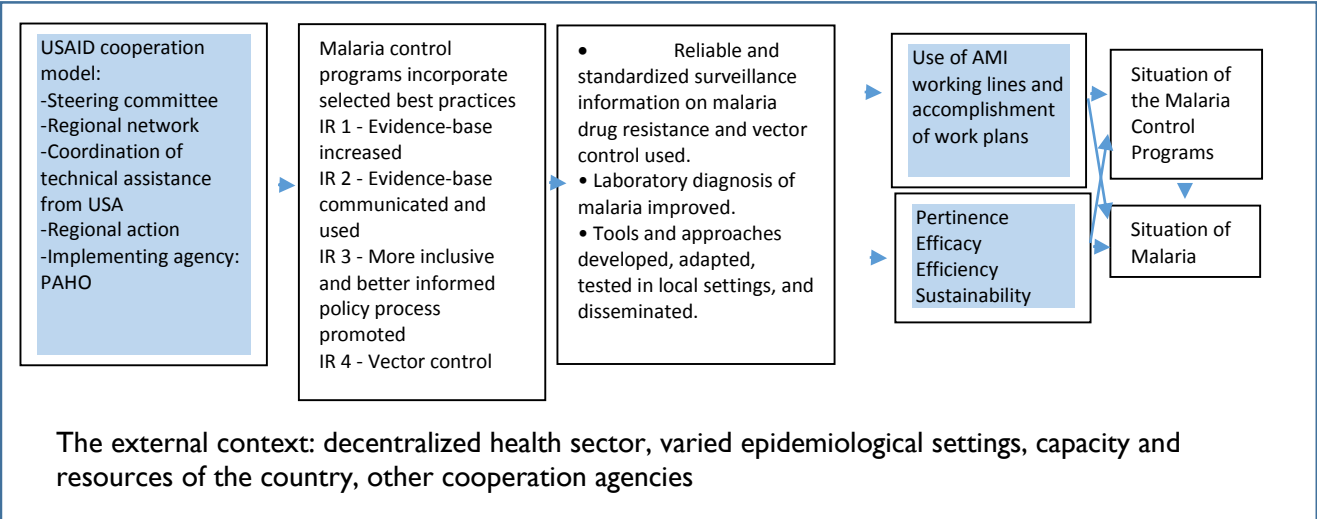 USAID cooperation
model:
-Steering committee
-Regional network
-Coordination of
technical assistance
from USA
-Regional action
-Implementing agency:
PAHO
Malaria control
programs incorporate
selected best practices
IR 1 - Evidence-base
increased
IR 2 - Evidence-base
communicated and
used
IR 3 - More inclusive
and better informed
policy process
promoted
IR 4 - Vector control
• Reliable and
standardized surveillance
information on malaria
drug resistance and vector
control used.
• Laboratory diagnosis of
malaria improved.
• Tools and approaches
developed, adapted,
tested in local settings, and
disseminated.
Use of AMI
working lines and
accomplishment
of work plans
Pertinence
Efficacy
Efficiency
Sustainability
Situation of
the Malaria
Control
Programs
Situation of
Malaria
The external context: decentralized health sector, varied epidemiological settings, capacity and
resources of the country, other cooperation agencies